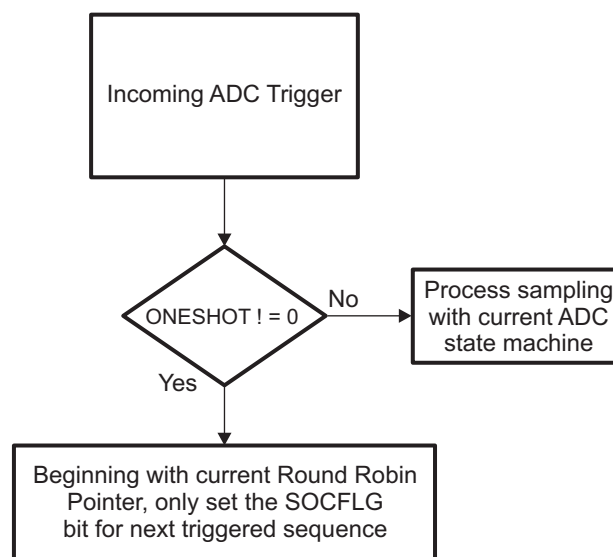 Incoming ADC Trigger
ONESHOT ! = 0
No
Process sampling
with current ADC
state machine
Yes
Beginning with current Round Robin
Pointer, only set the SOCFLG
bit for next triggered sequence